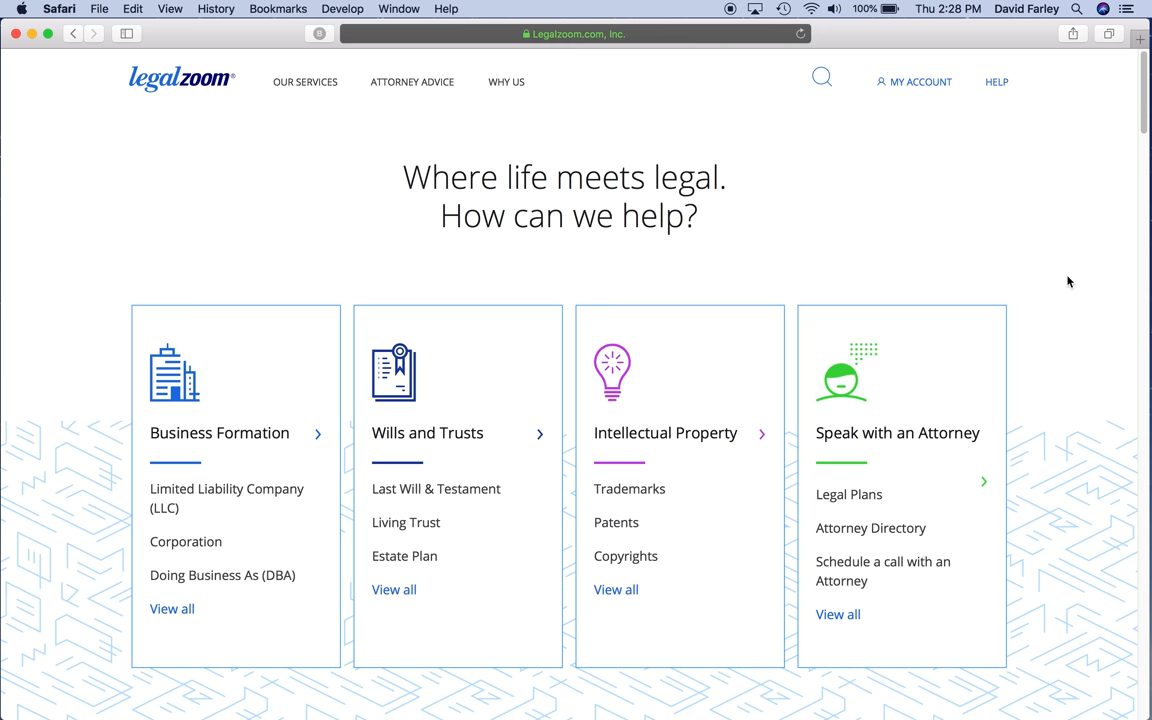 Safari File Edit View History Bookmarks Develop Window Help 100% Thu 2:28 PM David Farley
B Legalzoom.com, Inc.
legalzoom® OUR SERVICES ATTORNEY ADVICE WHY US MY ACCOUNT HELP
Where life meets legal.
How can we help?
Business Formation
Limited Liability Company
(LLC)
Corporation
Doing Business As (DBA)
View all
Wills and Trusts
Last Will & Testament
Living Trust
Estate Plan
View all
Intellectual Property
Trademarks
Patents
Copyrights
View all
Speak with an Attorney
Legal Plans
Attorney Directory
Schedule a call with an
Attorney
View all